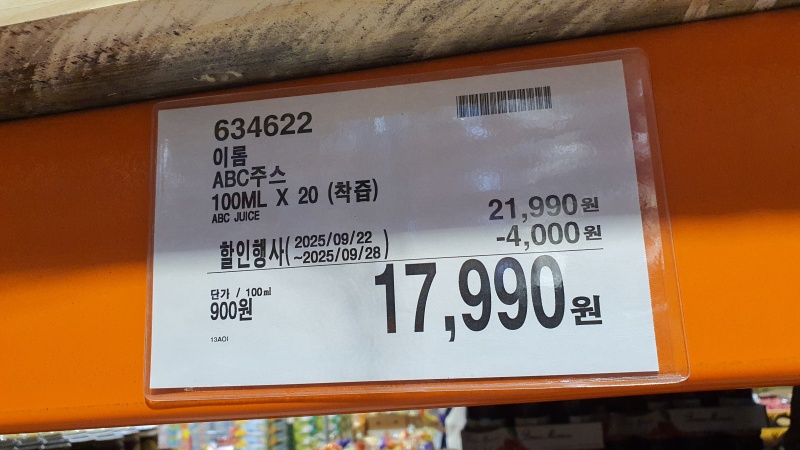 634622
이롬
ABC주스
100ML X 20 (착즙)
ABC JUICE
21,990원
할인행사( 2025/09/22 ~2025/09/28 ) -4,000원
단가 / 100㎖
900원
17,990원
13AOI